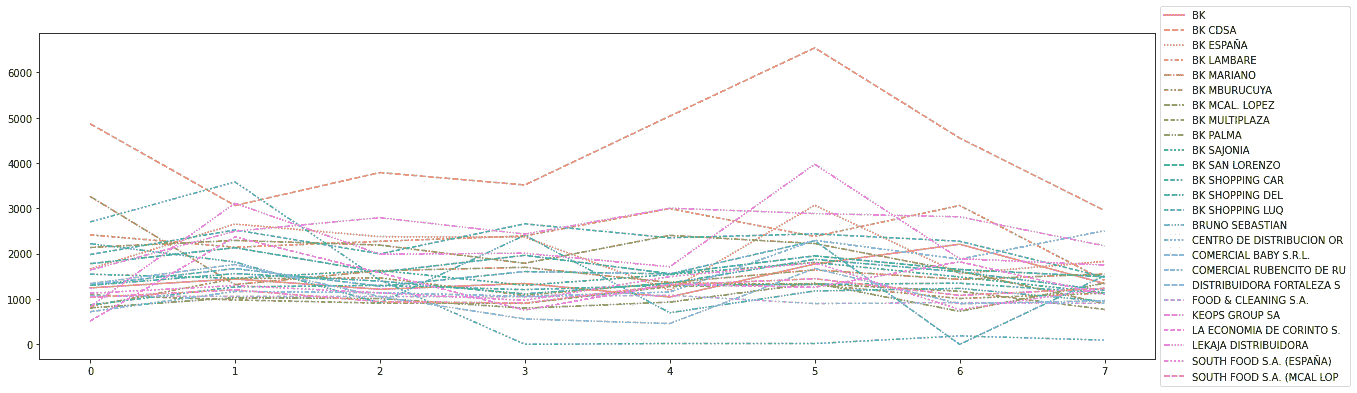 6000
5000
4000
3000
2000
1000
0
0 1 2 3 4 5 6 7
BK
BK CDSA
BK ESPAÑA
BK LAMBARE
BK MARIANO
BK MBURUCUYA
BK MCAL. LOPEZ
BK MULTIPLAZA
BK PALMA
BK SAJONIA
BK SAN LORENZO
BK SHOPPING CAR
BK SHOPPING DEL
BK SHOPPING LUQ
BRUNO SEBASTIAN
CENTRO DE DISTRIBUCION OR
COMERCIAL BABY S.R.L.
COMERCIAL RUBENCITO DE RU
DISTRIBUIDORA FORTALEZA S
FOOD & CLEANING S.A.
KEOPS GROUP SA
LA ECONOMIA DE CORINTO S.
LEKAJA DISTRIBUIDORA
SOUTH FOOD S.A. (ESPAÑA)
SOUTH FOOD S.A. (MCAL LOP